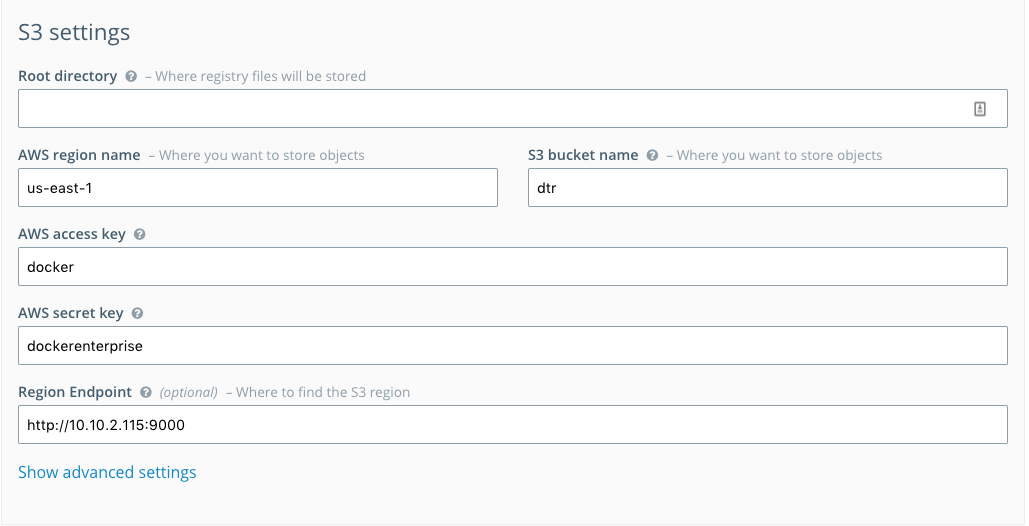 S3 settings
Root directory ? – Where registry files will be stored
AWS region name – Where you want to store objects
S3 bucket name ? – Where you want to store objects
us-east-1
dtr
AWS access key ?
docker
AWS secret key ?
dockerenterprise
Region Endpoint ? (optional) – Where to find the S3 region
http://10.10.2.115:9000
Show advanced settings